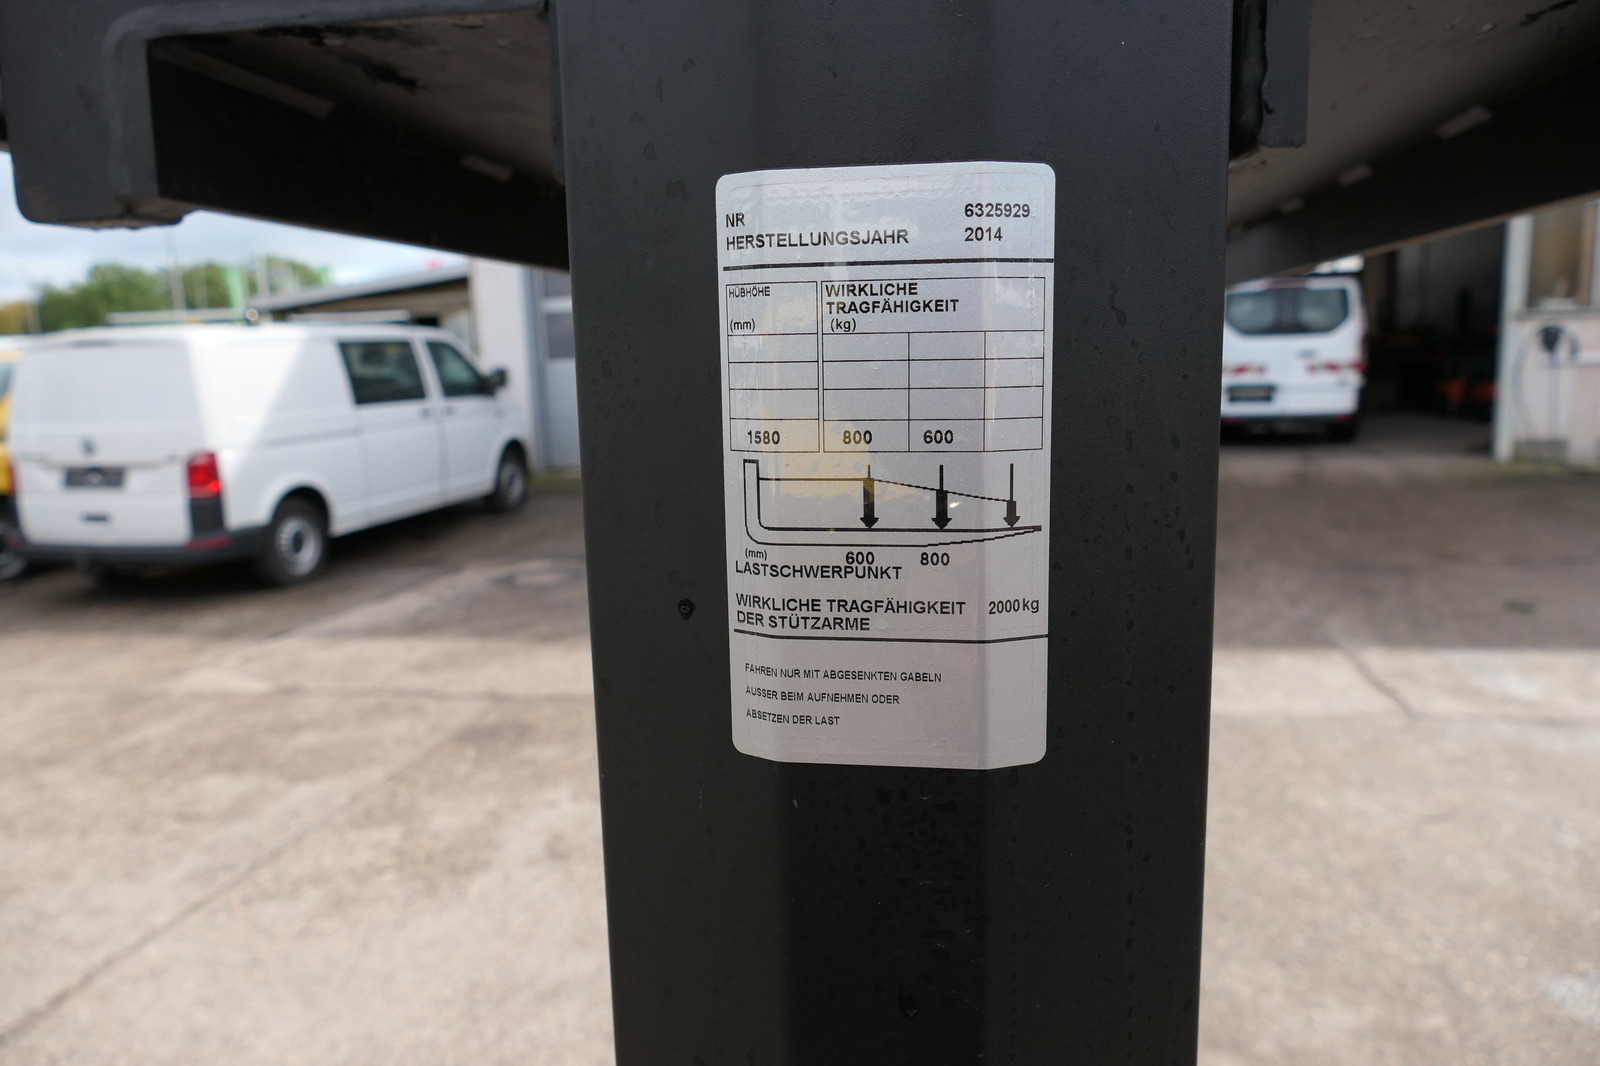 NR 6325929
HERSTELLUNGSJAHR 2014
HÜBHÖHE
(mm)
WIRKLICHE
TRAGFÄHIGKEIT
(kg)
1580 800 600
(mm) 600 800
LASTSCHWERPUNKT
WIRKLICHE TRAGFÄHIGKEIT 2000 kg
DER STÜTZARME
FAHREN NUR MIT ABGESENKTEN GABELN
AUSSER BEIM AUFNEHMEN ODER
ABSETZEN DER LAST